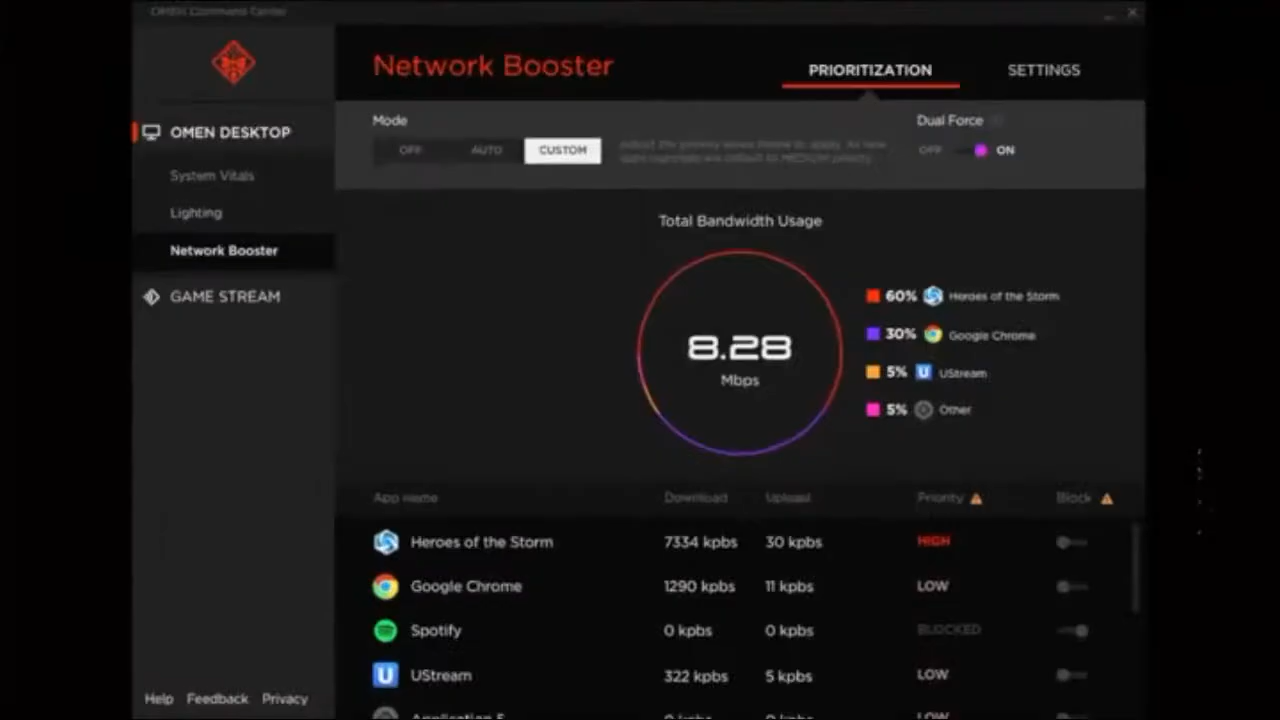 OMEN Command Center
Network Booster
PRIORITIZATION
SETTINGS
OMEN DESKTOP
System Vitals
Lighting
Network Booster
GAME STREAM
Mode
OFF
AUTO
CUSTOM
Dual Force
OFF
ON
Total Bandwidth Usage
8.28
Mbps
60% Heroes of the Storm
30% Google Chrome
5% UStream
5% Other
App name Download Upload Priority Block
Heroes of the Storm 7334 kpbs 30 kpbs HIGH
Google Chrome 1290 kpbs 11 kpbs LOW
Spotify 0 kpbs 0 kpbs BLOCKED
U UStream 322 kpbs 5 kpbs LOW
Help Feedback Privacy